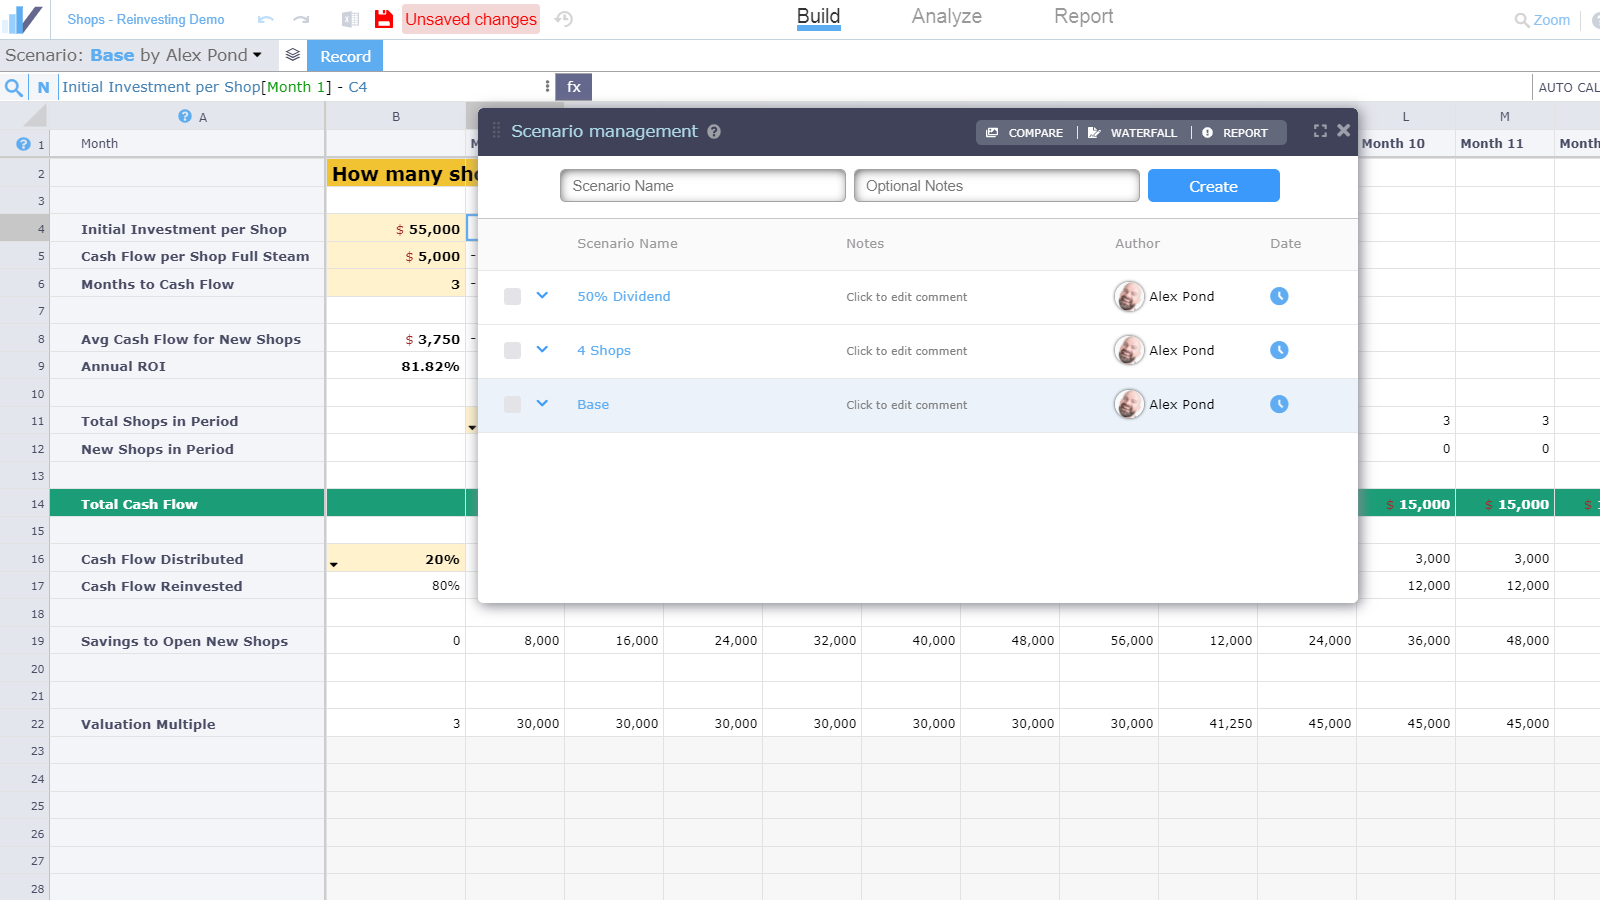 Shops - Reinvesting Demo
Unsaved changes
Build
Analyze
Report
Zoom
Scenario: Base by Alex Pond
Record
N
Initial Investment per Shop[Month 1] - C4
fx
AUTO CAL
A
B
L
M
1
Month
Month 10
Month 11
Month
2
How many sho
3
4
Initial Investment per Shop
$ 55,000
5
Cash Flow per Shop Full Steam
$ 5,000
-
6
Months to Cash Flow
3
-
7
8
Avg Cash Flow for New Shops
$ 3,750
-
9
Annual ROI
81.82%
10
11
Total Shops in Period
3
3
12
New Shops in Period
0
0
13
14
Total Cash Flow
$ 15,000
$ 15,000
$ 1
15
16
Cash Flow Distributed
20%
3,000
3,000
17
Cash Flow Reinvested
80%
12,000
12,000
18
19
Savings to Open New Shops
0
8,000
16,000
24,000
32,000
40,000
48,000
56,000
12,000
24,000
36,000
48,000
20
21
22
Valuation Multiple
3
30,000
30,000
30,000
30,000
30,000
30,000
30,000
41,250
45,000
45,000
45,000
23
24
25
26
27
28
Scenario management
COMPARE
WATERFALL
REPORT
Scenario Name
Optional Notes
Create
Scenario Name
Notes
Author
Date
50% Dividend
Click to edit comment
Alex Pond
4 Shops
Click to edit comment
Alex Pond
Base
Click to edit comment
Alex Pond